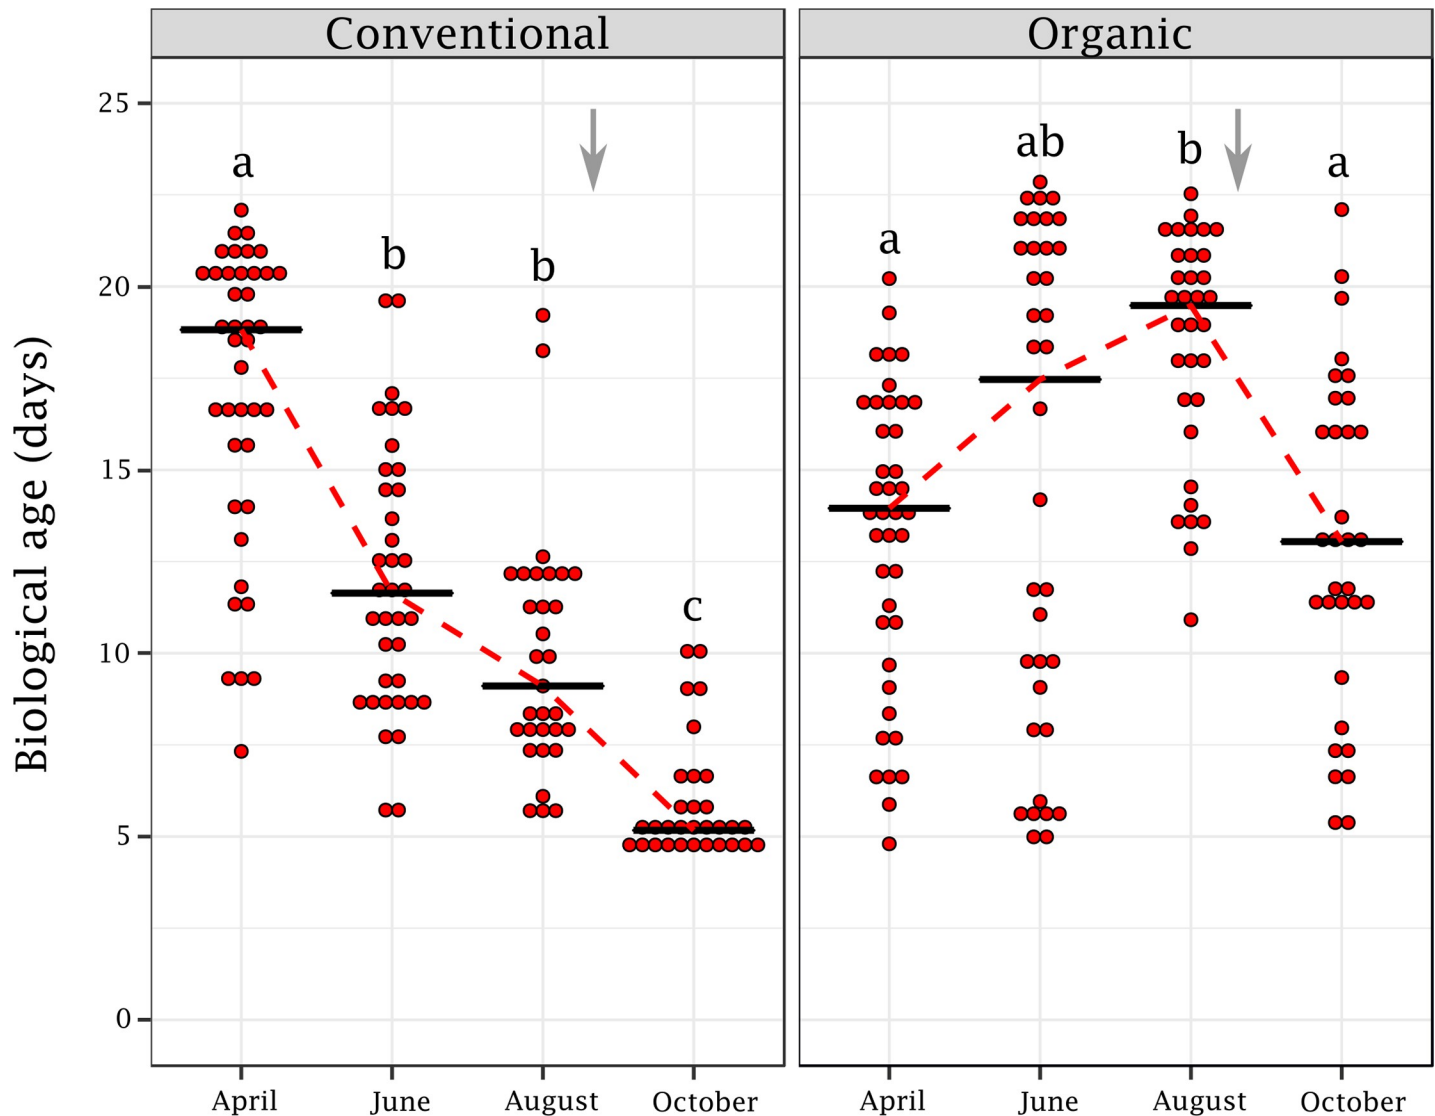 Conventional
Organic
Biological age (days)
25
20
15
10
5
0
a
b
b
c
a
ab
b
a
April
June
August
October
April
June
August
October